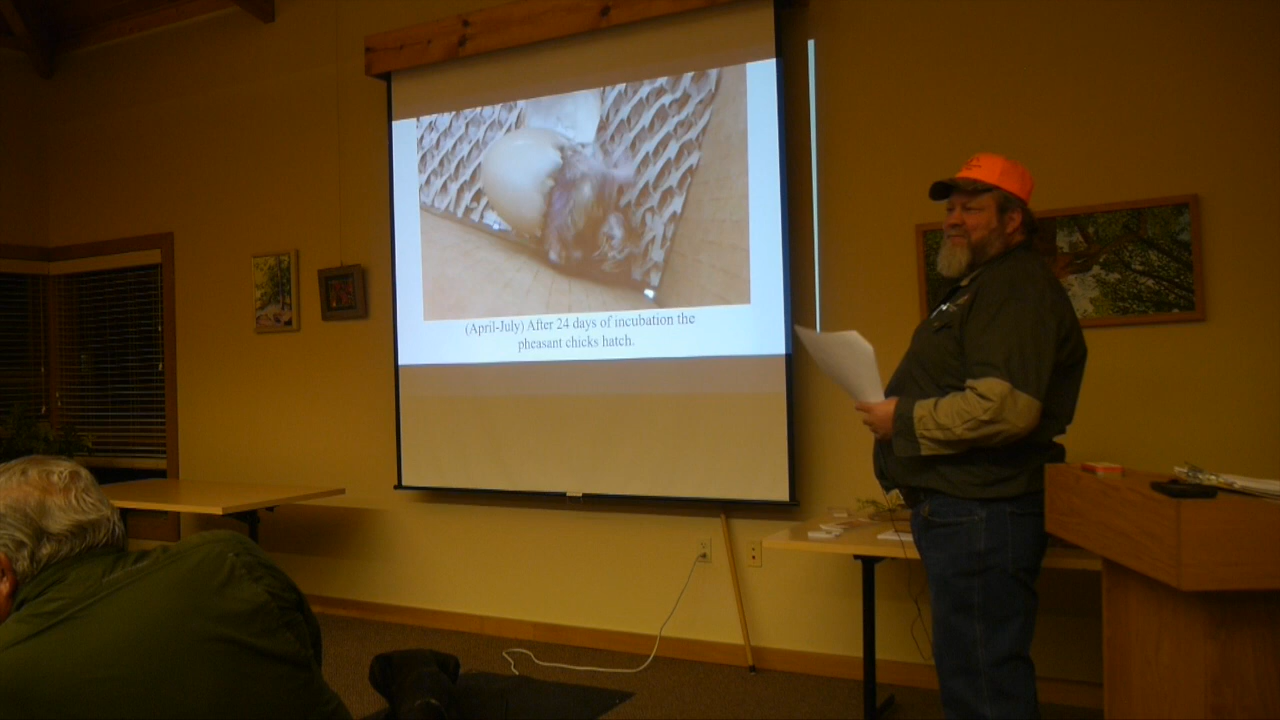 (April-July) After 24 days of incubation the
pheasant chicks hatch.